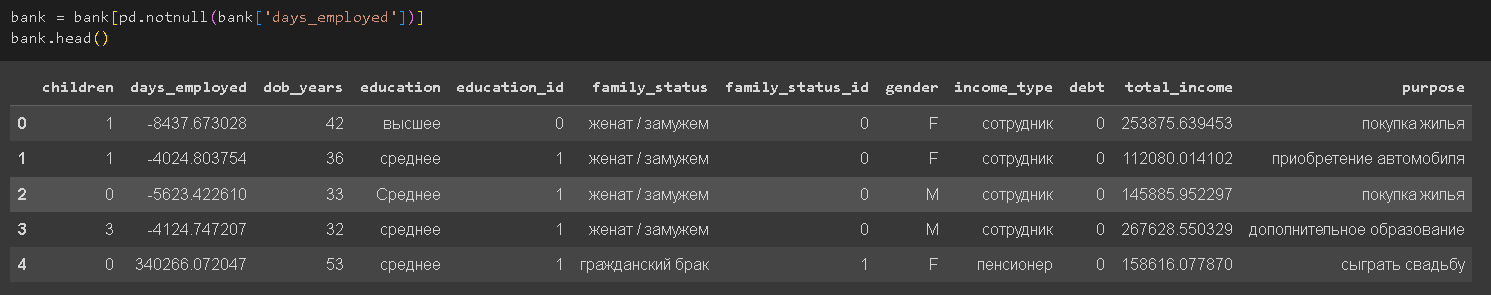 bank = bank[pd.notnull(bank['days_employed'])]
bank.head()
children days_employed dob_years education education_id family_status family_status_id gender income_type debt total_income purpose
0 1 -8437.673028 42 высшее 0 женат / замужем 0 F сотрудник 0 253875.639453 покупка жилья
1 1 -4024.803754 36 среднее 1 женат / замужем 0 F сотрудник 0 112080.014102 приобретение автомобиля
2 0 -5623.422610 33 Среднее 1 женат / замужем 0 M сотрудник 0 145885.952297 покупка жилья
3 3 -4124.747207 32 среднее 1 женат / замужем 0 M сотрудник 0 267628.550329 дополнительное образование
4 0 340266.072047 53 среднее 1 гражданский брак 1 F пенсионер 0 158616.077870 сыграть свадьбу